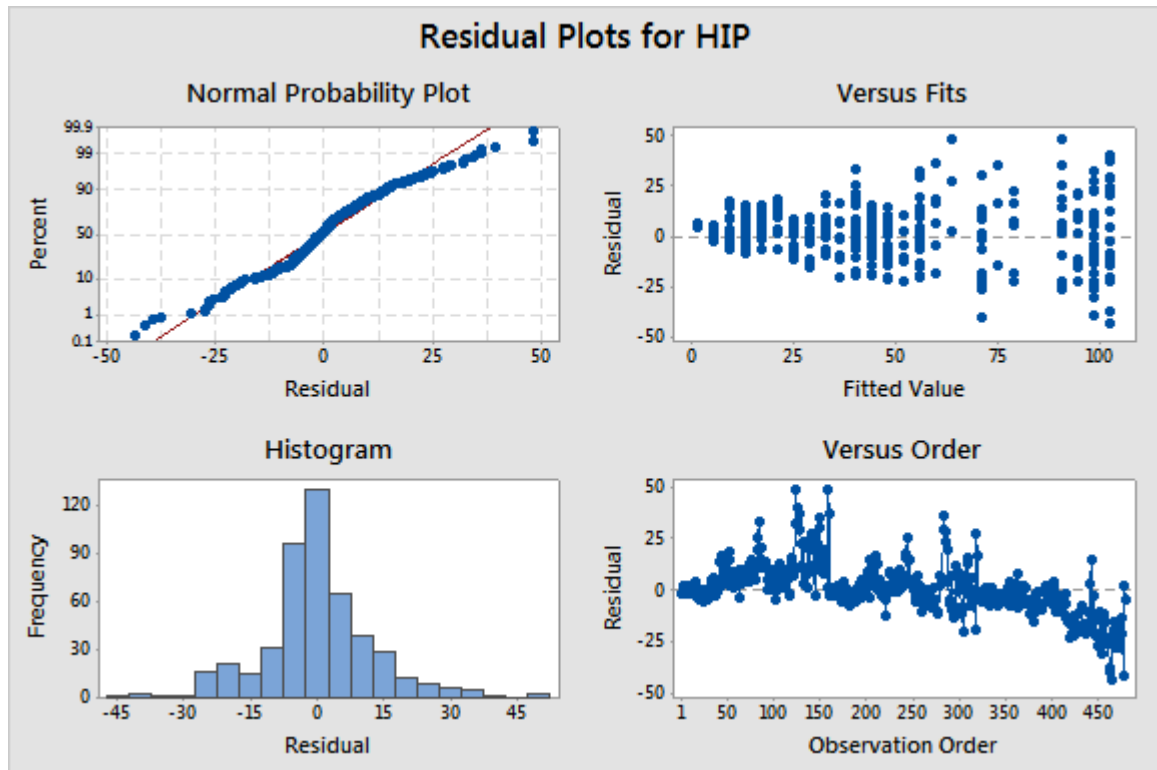 Residual Plots for HIP
Normal Probability Plot
99.9
99
90
50
10
1
0.1
Percent
-50 -25 0 25 50
Residual
Versus Fits
50
25
0
-25
-50
Residual
0 25 50 75 100
Fitted Value
Histogram
120
90
60
30
0
Frequency
-45 -30 -15 0 15 30 45
Residual
Versus Order
50
25
0
-25
-50
Residual
1 50 100 150 200 250 300 350 400 450
Observation Order